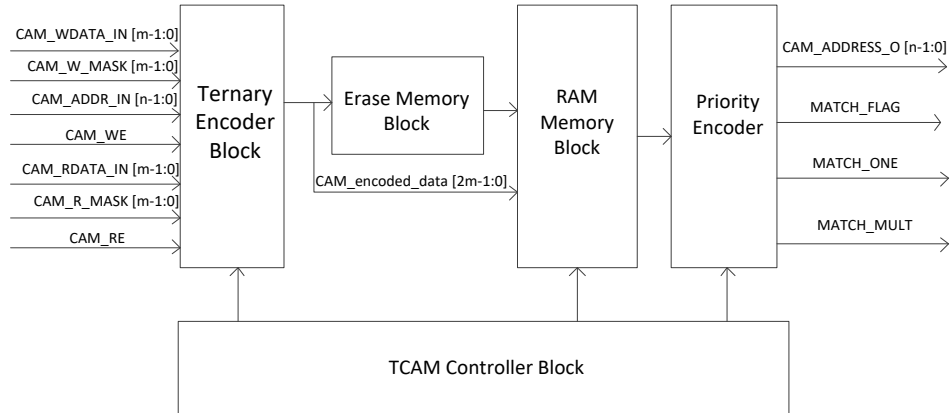 CAM_WDATA_IN [m-1:0]
CAM_W_MASK [m-1:0]
CAM_ADDR_IN [n-1:0]
CAM_WE
CAM_RDATA_IN [m-1:0]
CAM_R_MASK [m-1:0]
CAM_RE
Ternary
Encoder
Block
Erase Memory
Block
CAM_encoded_data [2m-1:0]
RAM
Memory
Block
Priority
Encoder
CAM_ADDRESS_O [n-1:0]
MATCH_FLAG
MATCH_ONE
MATCH_MULT
TCAM Controller Block